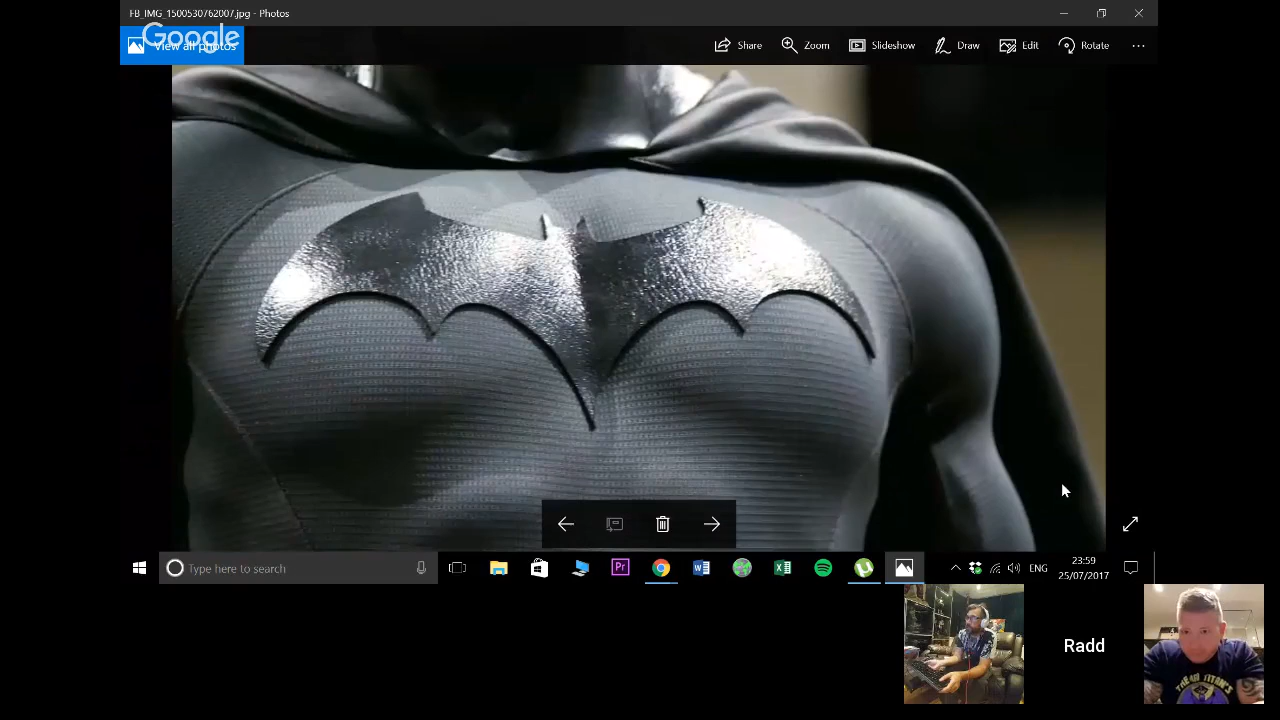 FB_IMG_1500530762007.jpg - Photos
Google
View all photos
Share
Zoom
Slideshow
Draw
Edit
Rotate
Type here to search
Pr
ENG
23:59
25/07/2017
Radd